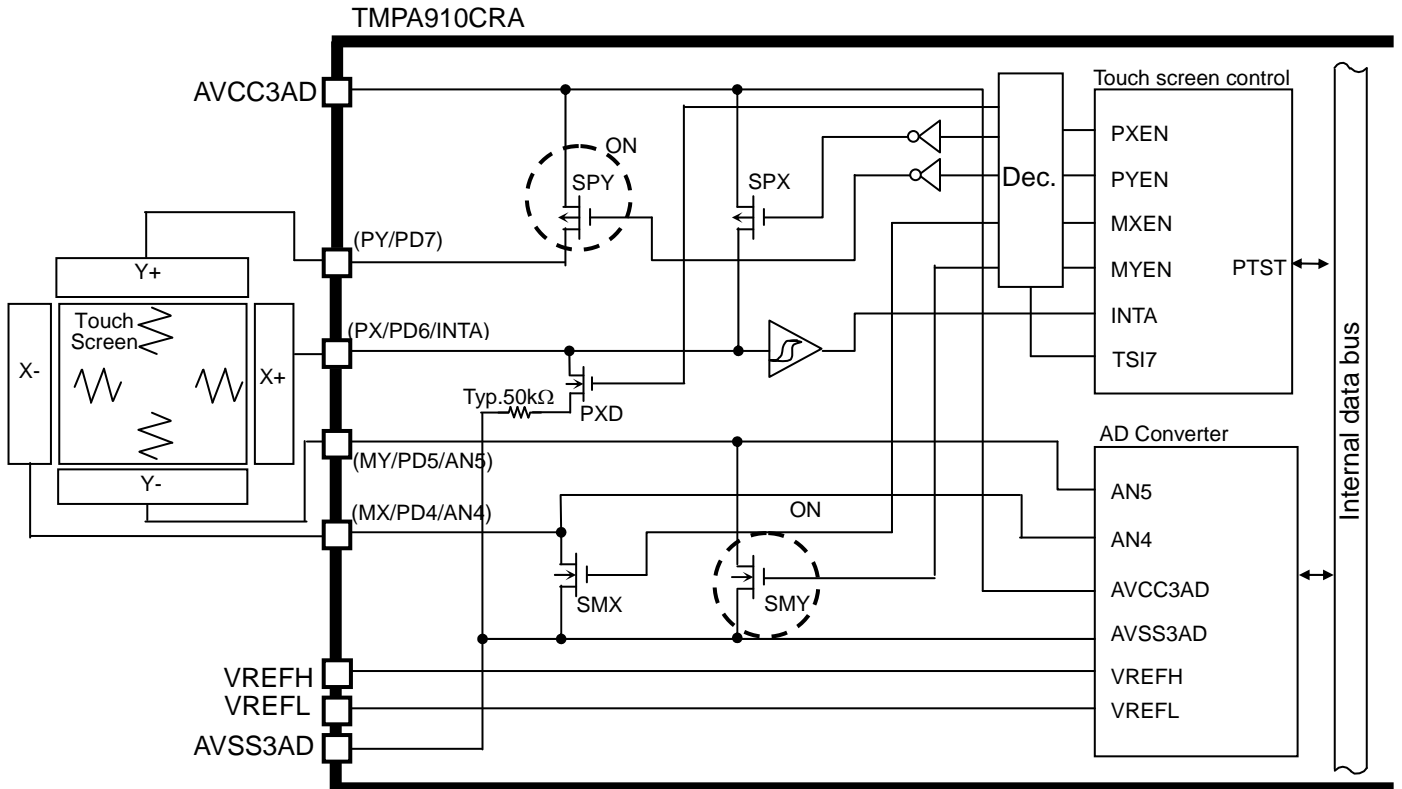 TMPA910CRA
AVCC3AD
Touch screen control
ON
SPY
SPX
Dec.
PXEN
PYEN
MXEN
MYEN
PTST
INTA
TSI7
(PY/PD7)
Y+
(PX/PD6/INTA)
Touch
Screen
X-
X+
Typ.50kΩ
PXD
Internal data bus
(MY/PD5/AN5)
Y-
(MX/PD4/AN4)
ON
AD Converter
AN5
AN4
AVCC3AD
AVSS3AD
VREFH
VREFL
SMX
SMY
VREFH
VREFL
AVSS3AD